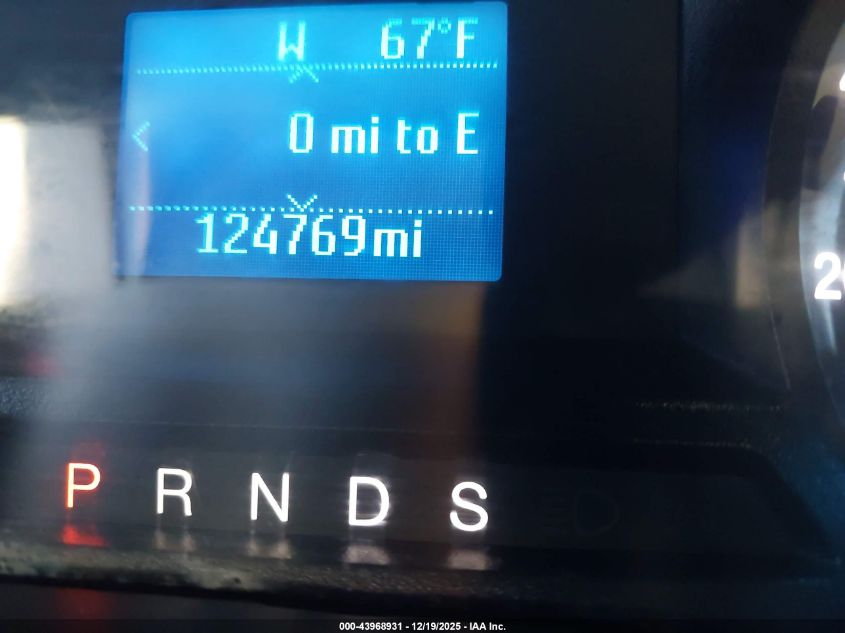 W 67°F
0 mi to E
124769mi
P R N D S
000-43968931 - 12/19/2025 - IAA Inc.